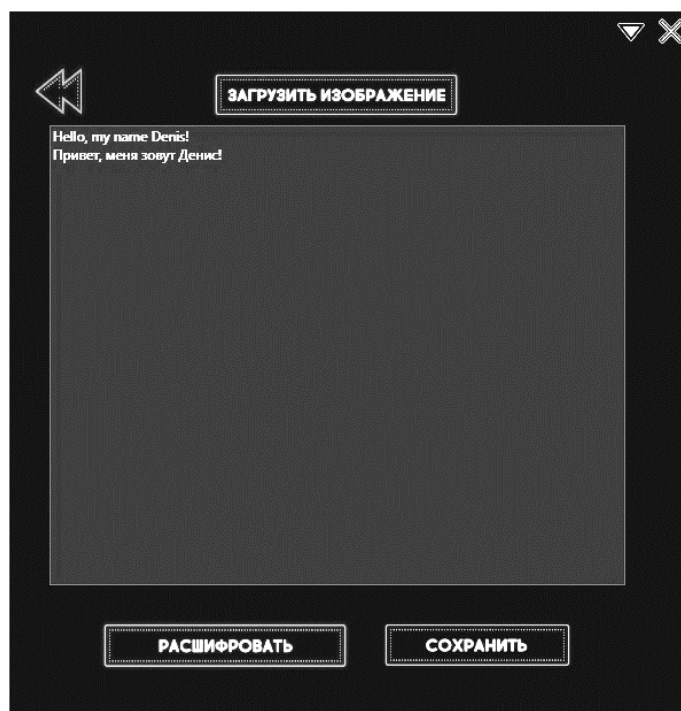 ЗАГРУЗИТЬ ИЗОБРАЖЕНИЕ
Hello, my name Denis!
Привет, меня зовут Денис!
РАСШИФРОВАТЬ
СОХРАНИТЬ